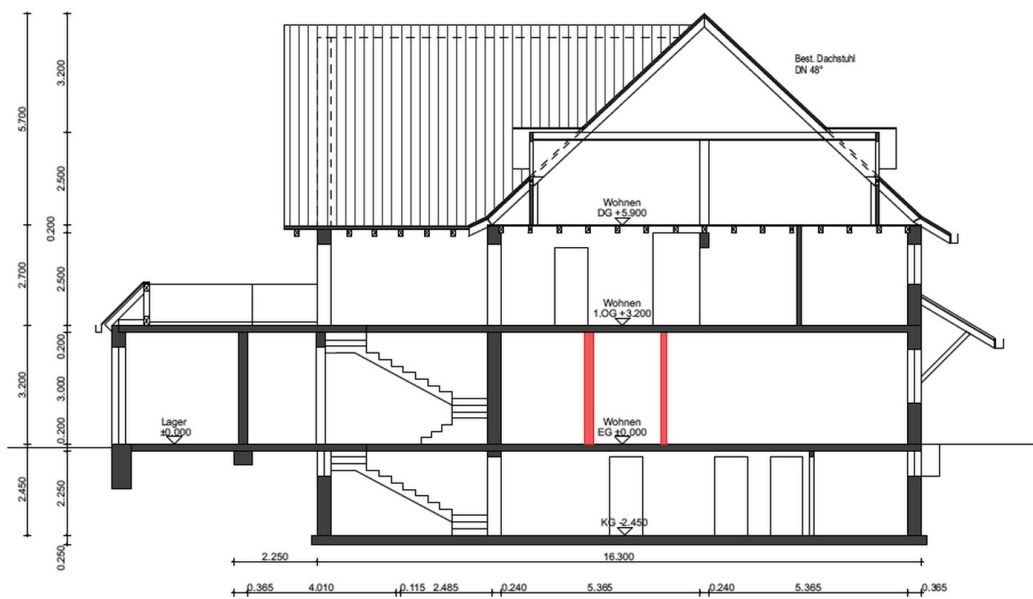 Best. Dachstuhl
DN 48°
3.200
5.700
2.500
0.200
2.700
2.500
0.200
3.200
3.000
0.200
2.450
2.250
0.250
Wohnen
DG +5.900
Wohnen
1.OG +3.200
Lager
±0.000
Wohnen
EG ±0.000
KG -2.450
2.250 16.300
0.365 4.010 0.115 2.485 0.240 5.365 0.240 5.365 0.365